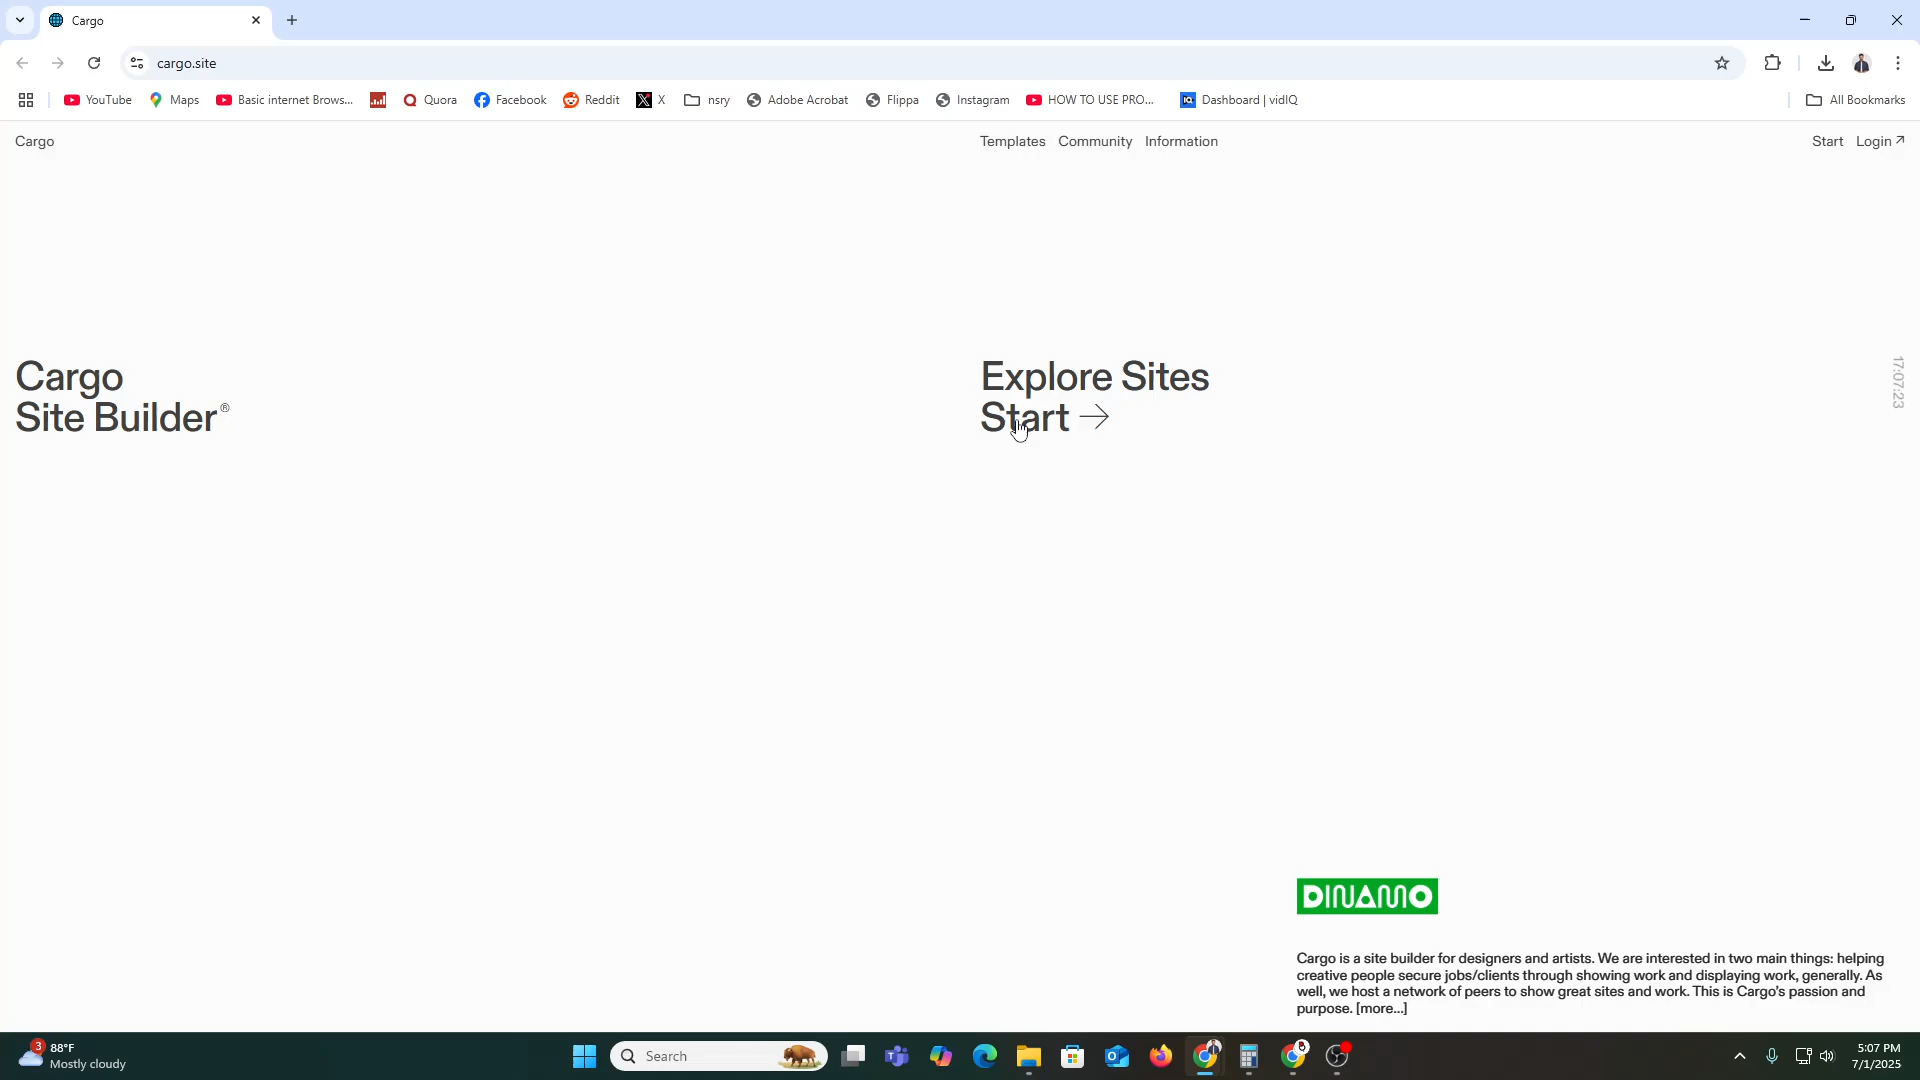 Cargo
cargo.site
YouTube
Maps
Basic internet Brows...
Quora
Facebook
Reddit
X
nsry
Adobe Acrobat
Flippa
Instagram
HOW TO USE PRO...
IQ
Dashboard | vidIQ
All Bookmarks
Cargo
Templates
Community
Information
Start
Login
Cargo
Site Builder®
Explore Sites
Start →
17:07:23
DINAMO
Cargo is a site builder for designers and artists. We are interested in two main things: helping
creative people secure jobs/clients through showing work and displaying work, generally. As
well, we host a network of peers to show great sites and work. This is Cargo's passion and
purpose. [more...]
3
88°F
Mostly cloudy
Search
5:07 PM
7/1/2025